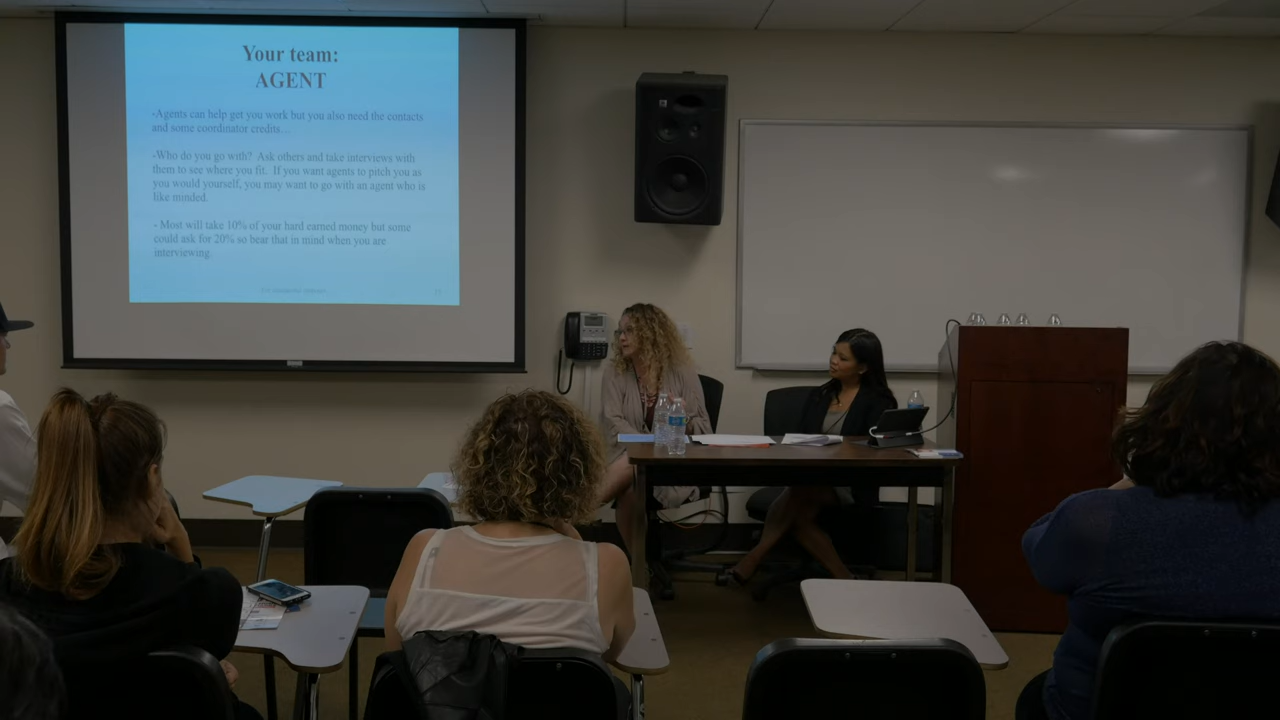 Your team:
AGENT
-Agents can help get you work but you also need the contacts
and some coordinator credits…
-Who do you go with? Ask others and take interviews with
them to see where you fit. If you want agents to pitch you as
you would yourself, you may want to go with an agent who is
like minded.
- Most will take 10% of your hard earned money but some
could ask for 20% so bear that in mind when you are
interviewing